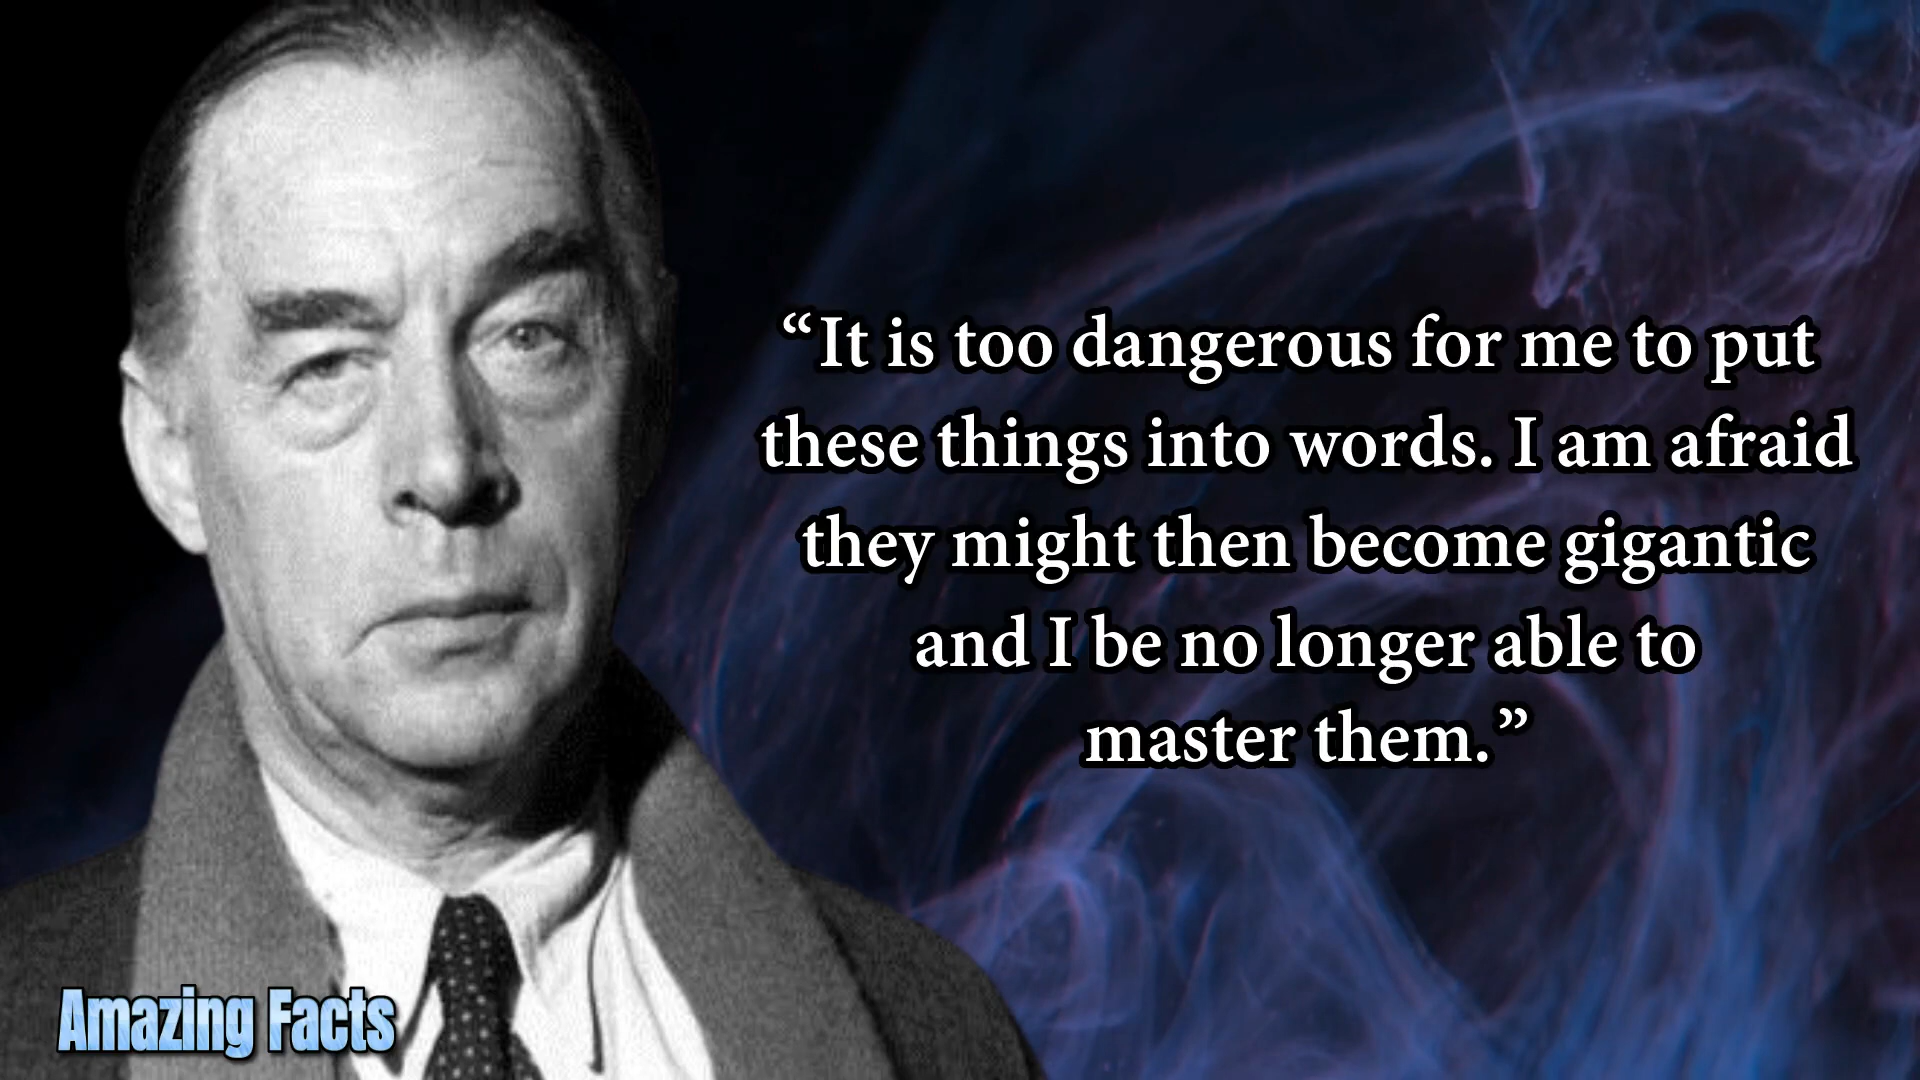 “It is too dangerous for me to put
these things into words. I am afraid
they might then become gigantic
and I be no longer able to
master them.”
Amazing Facts